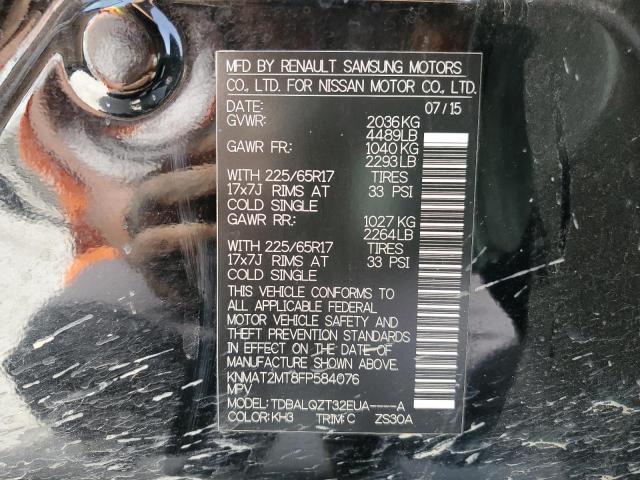 MFD BY RENAULT SAMSUNG MOTORS
CO., LTD. FOR NISSAN MOTOR CO., LTD.
DATE: 07/15
GVWR: 2036KG
4489LB
GAWR FR: 1040KG
2293LB
WITH 225/65R17 TIRES
17x7J RIMS AT 33 PSI
COLD SINGLE
GAWR RR: 1027 KG
2264LB
WITH 225/65R17 TIRES
17x7J RIMS AT 33 PSI
COLD SINGLE
THIS VEHICLE CONFORMS TO
ALL APPLICABLE FEDERAL
MOTOR VEHICLE SAFETY AND
THEFT PREVENTION STANDARDS
IN EFFECT ON THE DATE OF
MANUFACTURE SHOWN ABOVE.
KNMAT2MT8FP584076
MPV
MODEL: TDBALQZT32EUA----A
COLOR: KH3 TRIM: C ZS30A